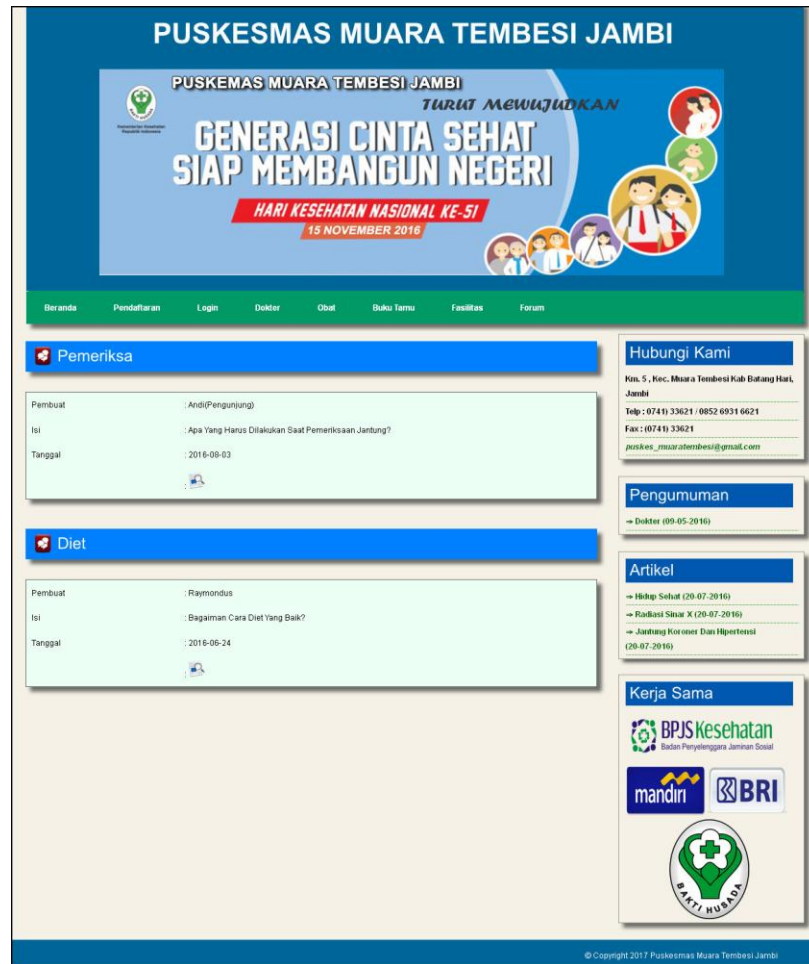 PUSKESMAS MUARA TEMBESI JAMBI
PUSKEMAS MUARA TEMBESI JAMBI
TURUT MEWUJUDKAN
Kementerian Kesehatan
Republik Indonesia
GENERASI CINTA SEHAT
SIAP MEMBANGUN NEGERI
HARI KESEHATAN NASIONAL KE-51
15 NOVEMBER 2016
Beranda Pendaftaran Login Dokter Obat Buku Tamu Fasilitas Forum
Pemeriksa
Pembuat : Andi(Pengunjung)
Isi : Apa Yang Harus Dilakukan Saat Pemeriksaan Jantung?
Tanggal : 2016-08-03
:
Diet
Pembuat : Raymondus
Isi : Bagaiman Cara Diet Yang Baik?
Tanggal : 2016-06-24
:
Hubungi Kami
Km. 5 , Kec. Muara Tembesi Kab Batang Hari,
Jambi
Telp : 0741) 33621 / 0852 6931 6621
Fax : (0741) 33621
puskes_muaratembesi@gmail.com
Pengumuman
⇒ Dokter (09-05-2016)
Artikel
⇒ Hidup Sehat (20-07-2016)
⇒ Radiasi Sinar X (20-07-2016)
⇒ Jantung Koroner Dan Hipertensi
(20-07-2016)
Kerja Sama
BPJS Kesehatan
Badan Penyelenggara Jaminan Sosial
mandiri BRI
BAKTI HUSADA
© Copyright 2017 Puskesmas Muara Tembesi Jambi